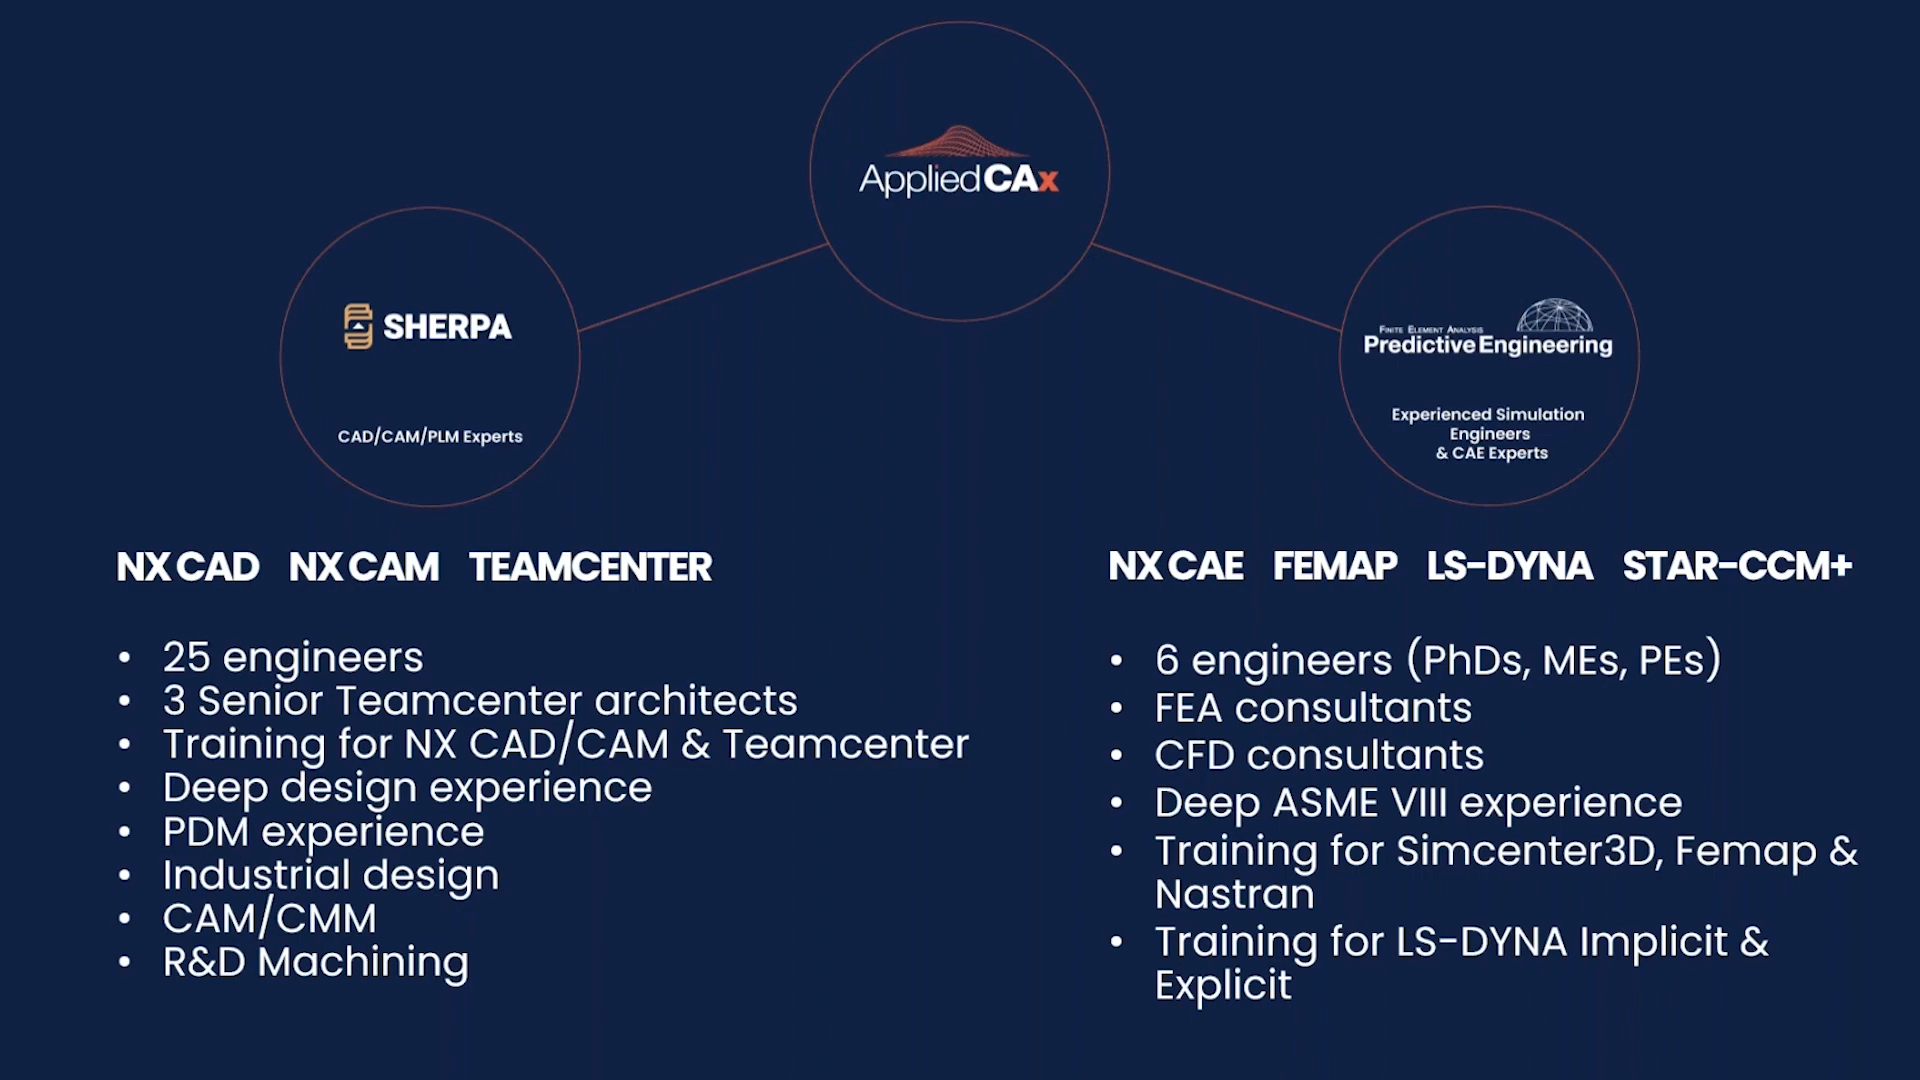 AppliedCAx
SHERPA
CAD/CAM/PLM Experts
FINITE ELEMENT ANALYSIS
Predictive Engineering
Experienced Simulation
Engineers
& CAE Experts
NX CAD NX CAM TEAMCENTER
• 25 engineers
• 3 Senior Teamcenter architects
• Training for NX CAD/CAM & Teamcenter
• Deep design experience
• PDM experience
• Industrial design
• CAM/CMM
• R&D Machining
NX CAE FEMAP LS-DYNA STAR-CCM+
• 6 engineers (PhDs, MEs, PEs)
• FEA consultants
• CFD consultants
• Deep ASME VIII experience
• Training for Simcenter3D, Femap &
Nastran
• Training for LS-DYNA Implicit &
Explicit